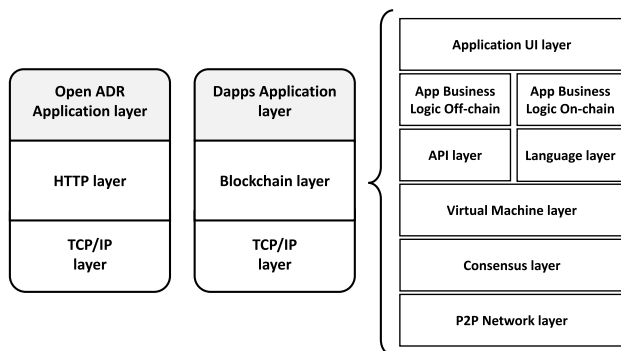 Open ADR
Application layer
HTTP layer
TCP/IP
layer
Dapps Application
layer
Blockchain layer
TCP/IP
layer
Application UI layer
App Business
Logic Off-chain
App Business
Logic On-chain
API layer
Language layer
Virtual Machine layer
Consensus layer
P2P Network layer